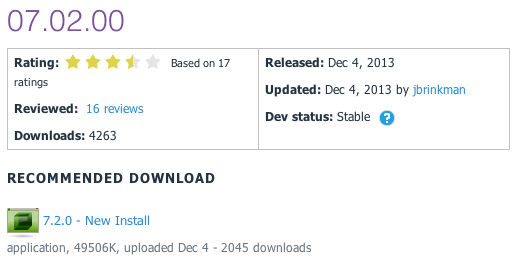 07.02.00
Rating: Based on 17
ratings
Reviewed: 16 reviews
Downloads: 4263
Released: Dec 4, 2013
Updated: Dec 4, 2013 by jbrinkman
Dev status: Stable ?
RECOMMENDED DOWNLOAD
7.2.0 - New Install
application, 49506K, uploaded Dec 4 - 2045 downloads